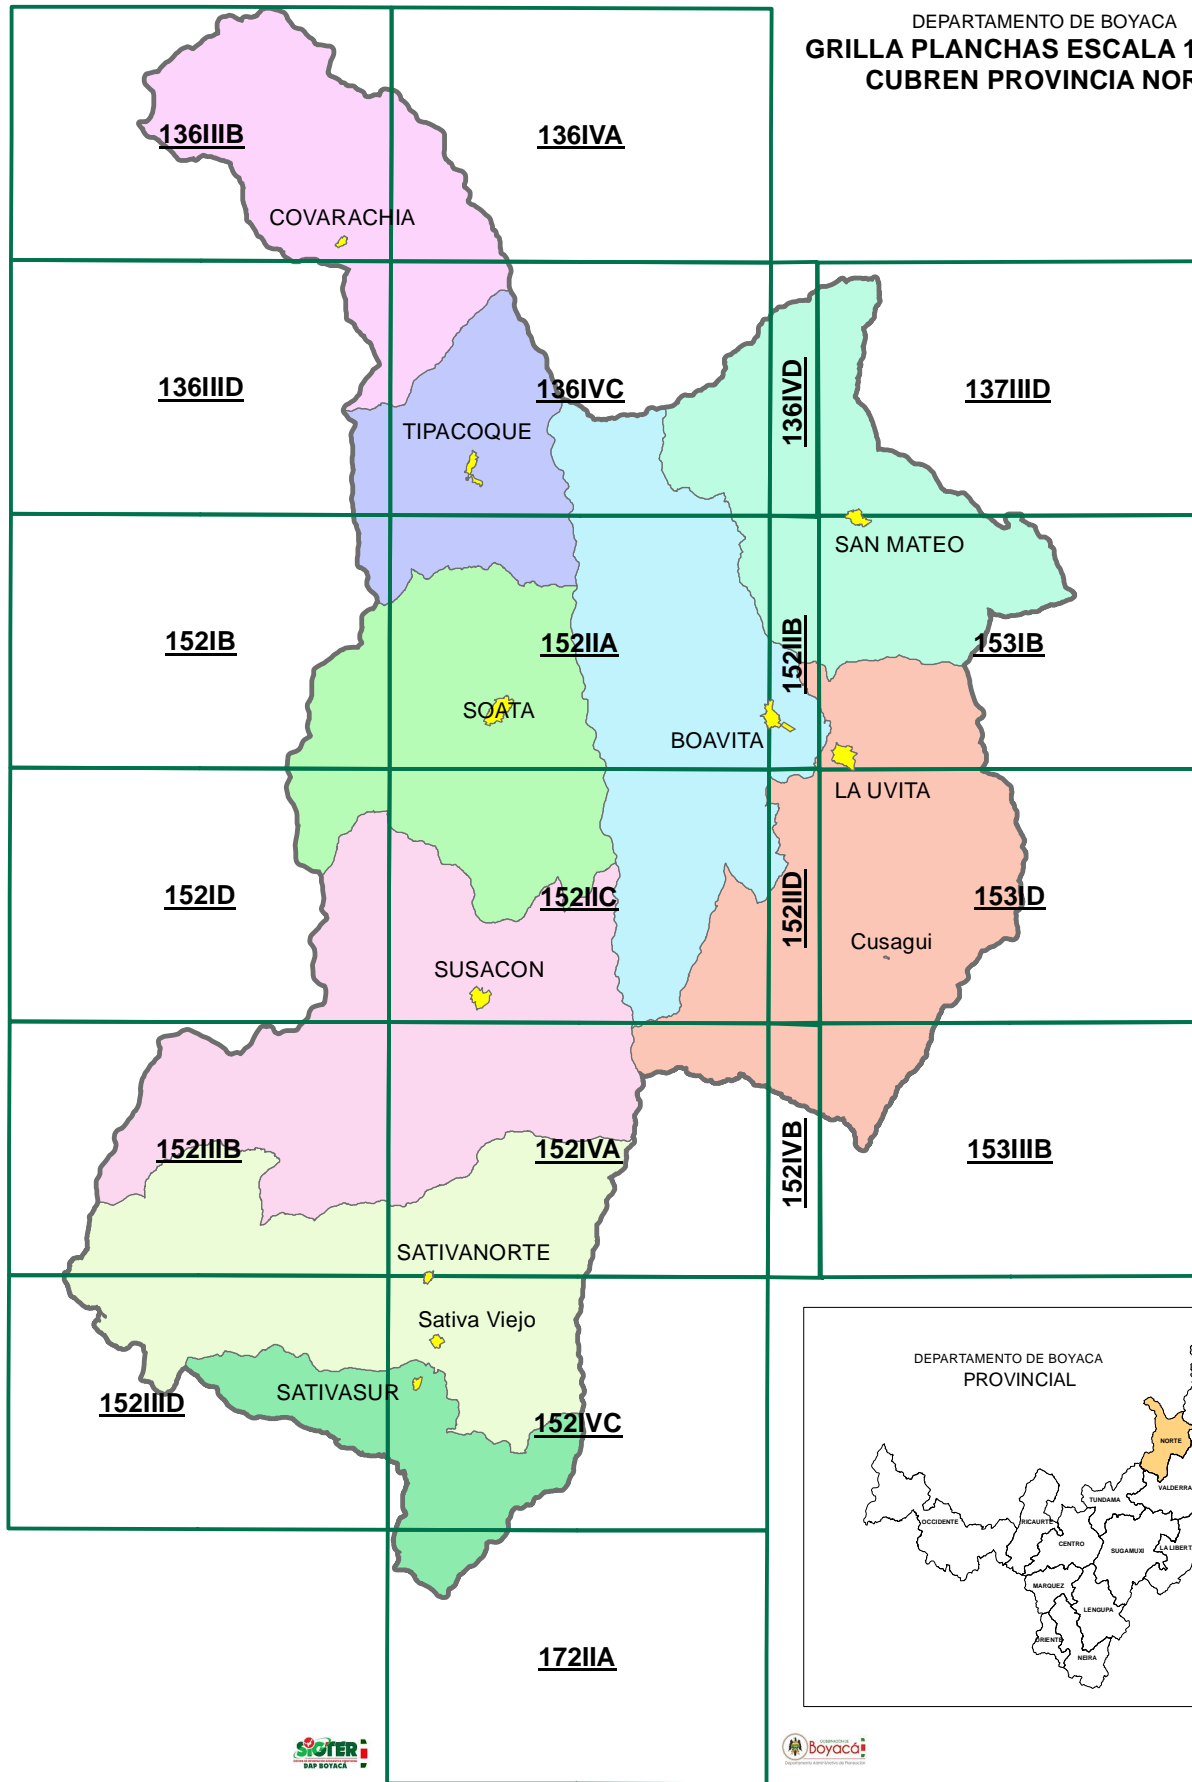 DEPARTAMENTO DE BOYACA
GRILLA PLANCHAS ESCALA 1
CUBREN PROVINCIA NOR
136IIIB
136IVA
COVARACHIA
136IIID
136IVC
136IVD
137IIID
TIPACOQUE
SAN MATEO
152IB
152IIA
152IIB
153IB
SOATA
BOAVITA
LA UVITA
152ID
152IIC
152IID
153ID
Cusagui
SUSACON
152IIIB
152IVA
152IVB
153IIIB
SATIVANORTE
Sativa Viejo
SATIVASUR
152IIID
152IVC
172IIA
DEPARTAMENTO DE BOYACA
PROVINCIAL
NORTE
VALDERRA
TUNDAMA
OCCIDENTE
RICAURTE
CENTRO
SUGAMUXI
LA LIBERT
MARQUEZ
LENGUPA
ORIENTE
NEIRA
SIGTER
DAP BOYACÁ
Boyacá